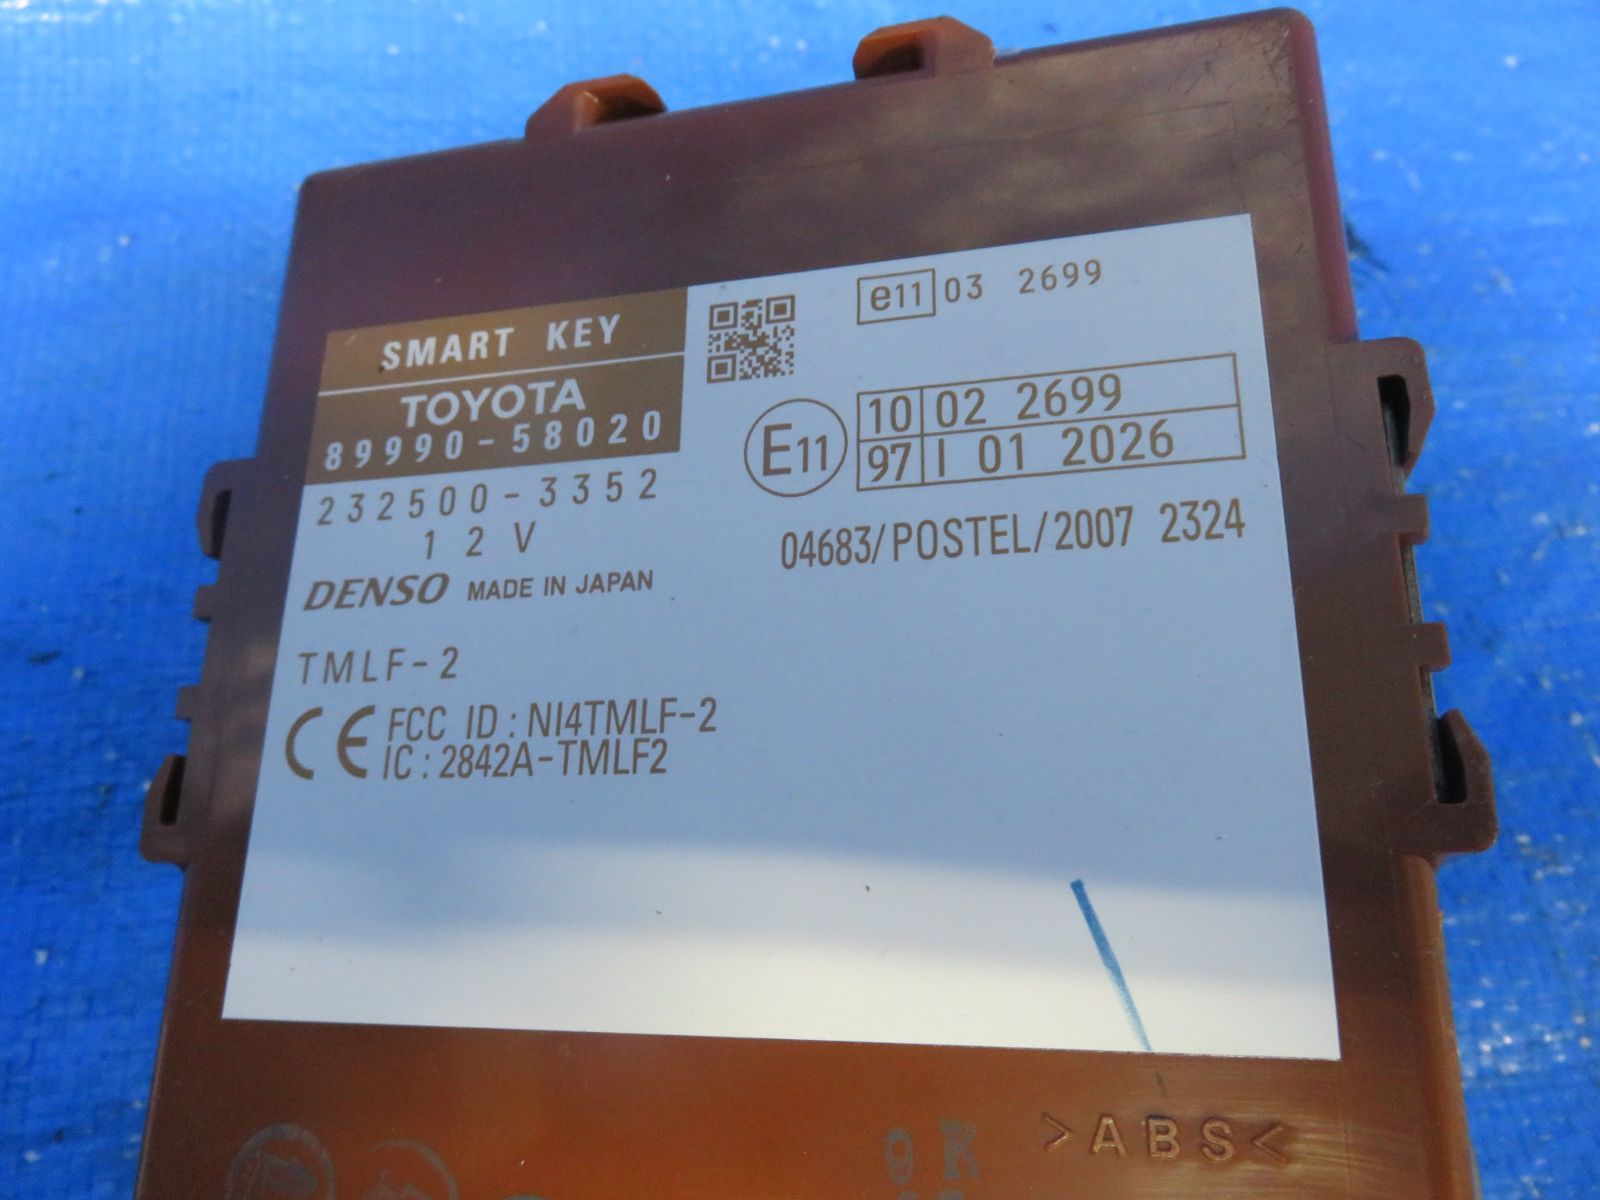 SMART KEY
TOYOTA
89990-58020
232500-3352
12V
DENSO MADE IN JAPAN
TMLF-2
CE FCC ID : NI4TMLF-2
IC : 2842A-TMLF2
e11 03 2699
E11
10 02 2699
97 I 01 2026
04683/POSTEL/2007 2324
>ABS<